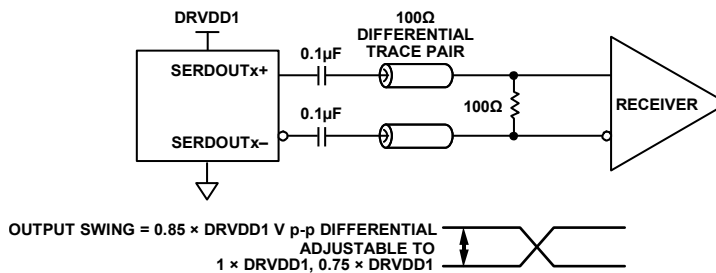 DRVDD1
100Ω
DIFFERENTIAL
TRACE PAIR
0.1µF
SERDOUTx+
0.1µF
100Ω
RECEIVER
SERDOUTx–
OUTPUT SWING = 0.85 × DRVDD1 V p-p DIFFERENTIAL
ADJUSTABLE TO
1 × DRVDD1, 0.75 × DRVDD1